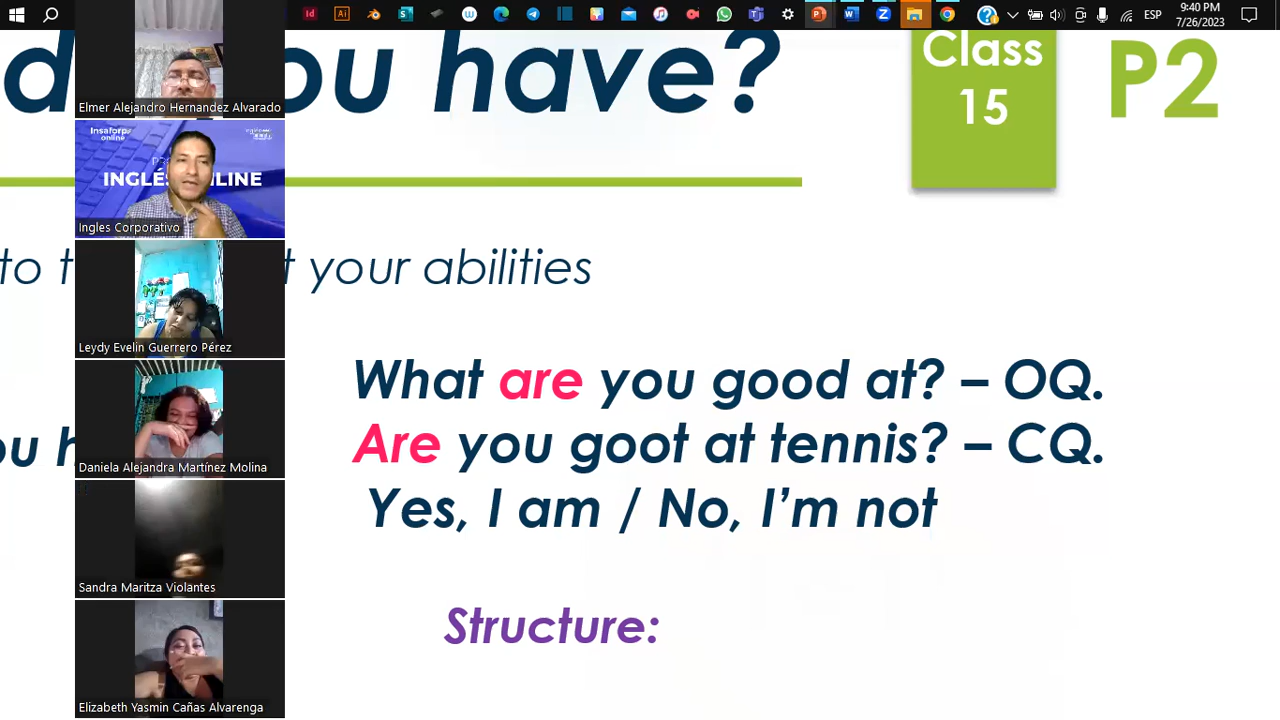 ESP
9:40 PM
7/26/2023
ou have?
Class
15
P2
Elmer Alejandro Hernandez Alvarado
Insaforp
online
INGLÉS ONLINE
Ingles Corporativo
to t your abilities
Leydy Evelin Guerrero Pérez
What are you good at? – OQ.
Are you goot at tennis? – CQ.
Yes, I am / No, I’m not
Daniela Alejandra Martínez Molina
Sandra Maritza Violantes
Structure:
Elizabeth Yasmin Cañas Alvarenga